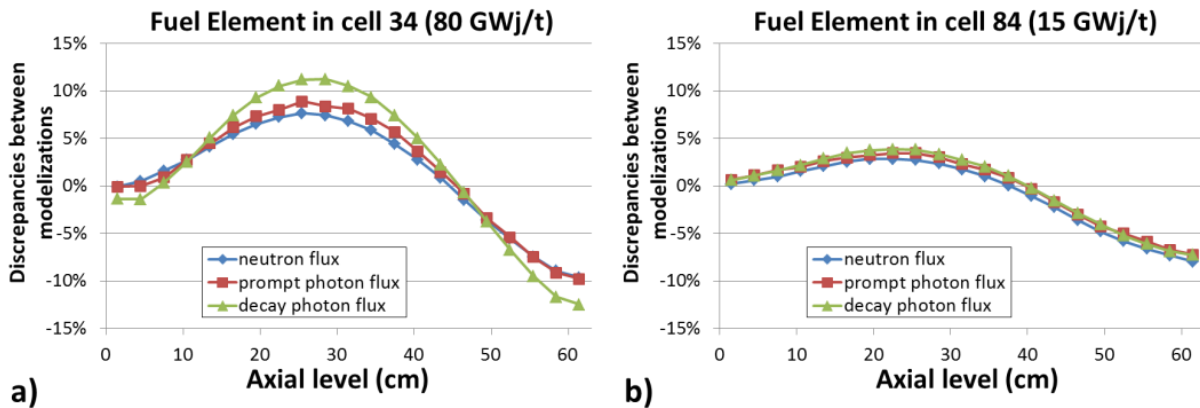 Fuel Element in cell 34 (80 GWj/t)
Discrepancies between
modelizations
15%
10%
5%
0%
-5%
-10%
-15%
neutron flux
prompt photon flux
decay photon flux
0 10 20 30 40 50 60
Axial level (cm)
a)
Fuel Element in cell 84 (15 GWj/t)
Discrepancies between
modelizations
15%
10%
5%
0%
-5%
-10%
-15%
neutron flux
prompt photon flux
decay photon flux
0 10 20 30 40 50 60
Axial level (cm)
b)